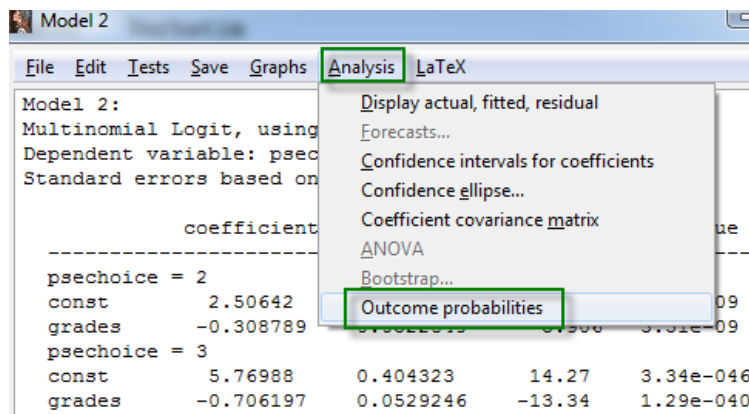 Model 2
File Edit Tests Save Graphs Analysis LaTeX
Model 2:
Multinomial Logit, using
Dependent variable: psec
Standard errors based on
coefficient
psechoice = 2
const 2.50642
grades -0.308789
psechoice = 3
const 5.76988 0.404323 14.27 3.34e-046
grades -0.706197 0.0529246 -13.34 1.29e-040
Display actual, fitted, residual
Forecasts...
Confidence intervals for coefficients
Confidence ellipse...
Coefficient covariance matrix
ANOVA
Bootstrap...
Outcome probabilities
ue
09